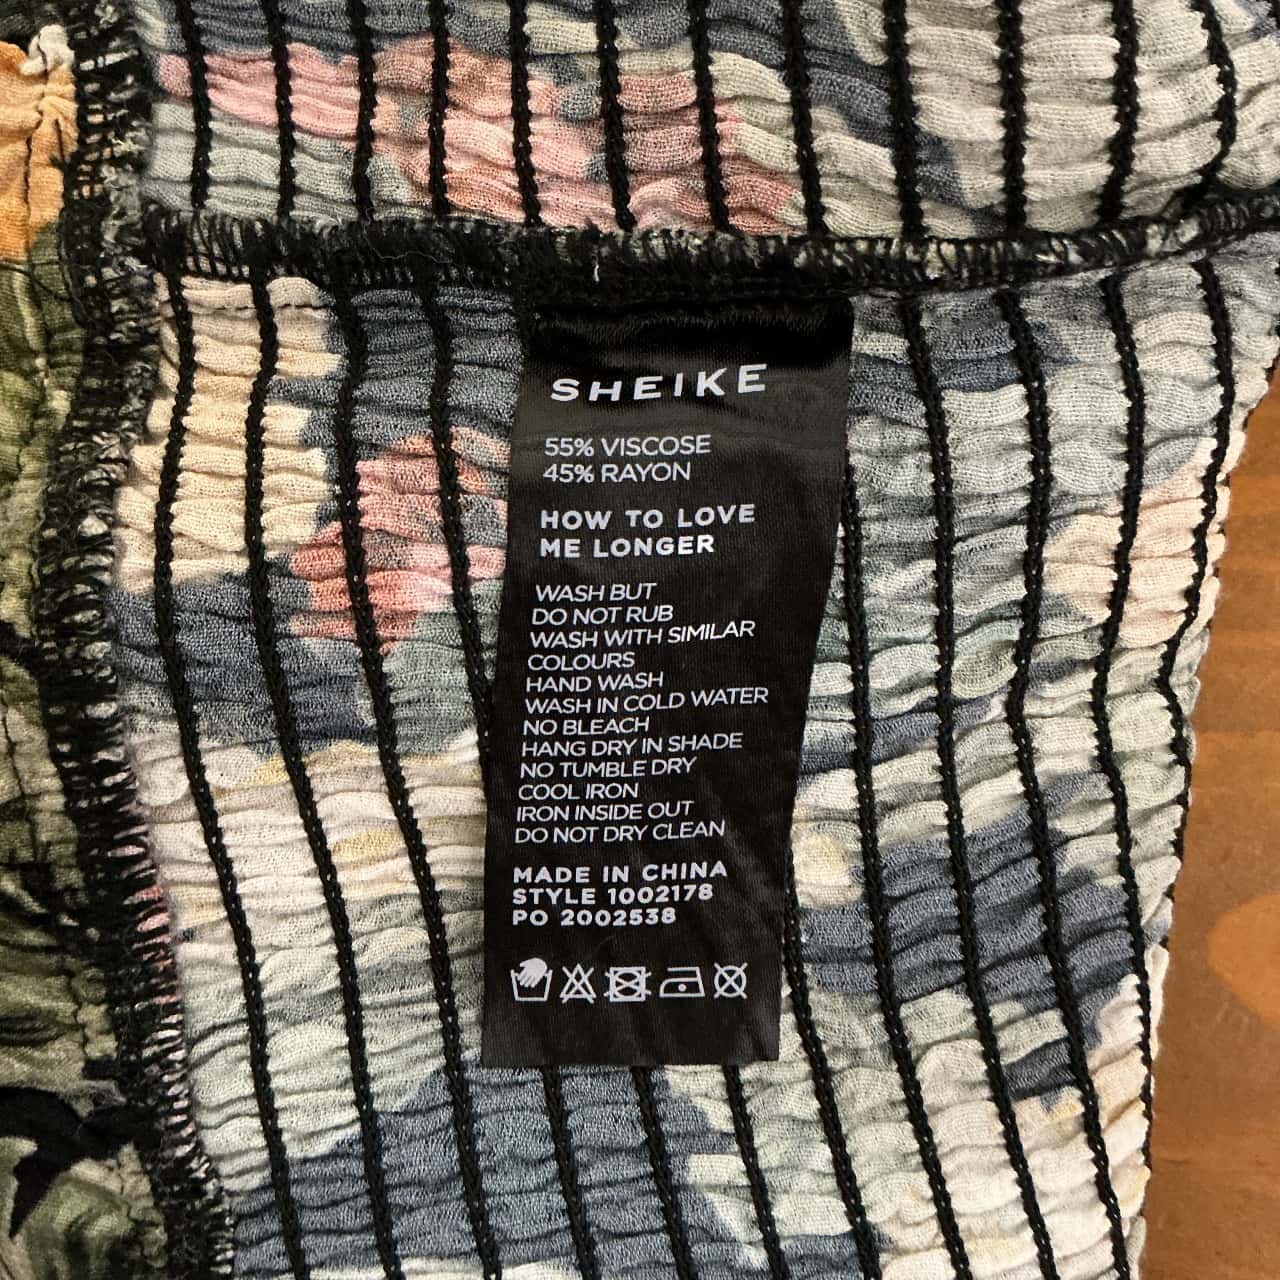 SHEIKE
55% VISCOSE
45% RAYON
HOW TO LOVE
ME LONGER
WASH BUT
DO NOT RUB
WASH WITH SIMILAR
COLOURS
HAND WASH
WASH IN COLD WATER
NO BLEACH
HANG DRY IN SHADE
NO TUMBLE DRY
COOL IRON
IRON INSIDE OUT
DO NOT DRY CLEAN
MADE IN CHINA
STYLE 1002178
PO 2002538